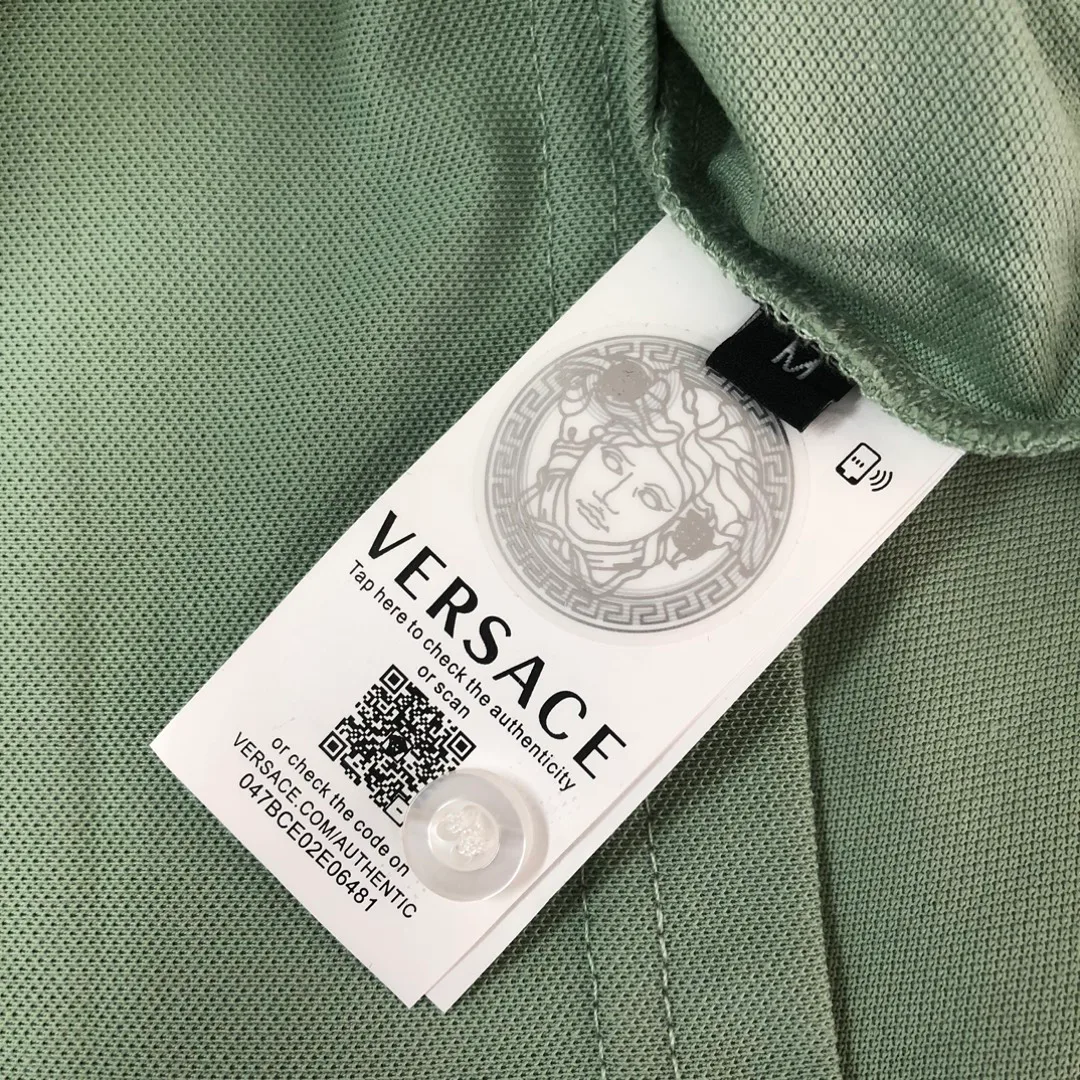 M
VERSACE
Tap here to check the authenticity
or scan
or check the code on
VERSACE.COM/AUTHENTIC
047BCE02E06481